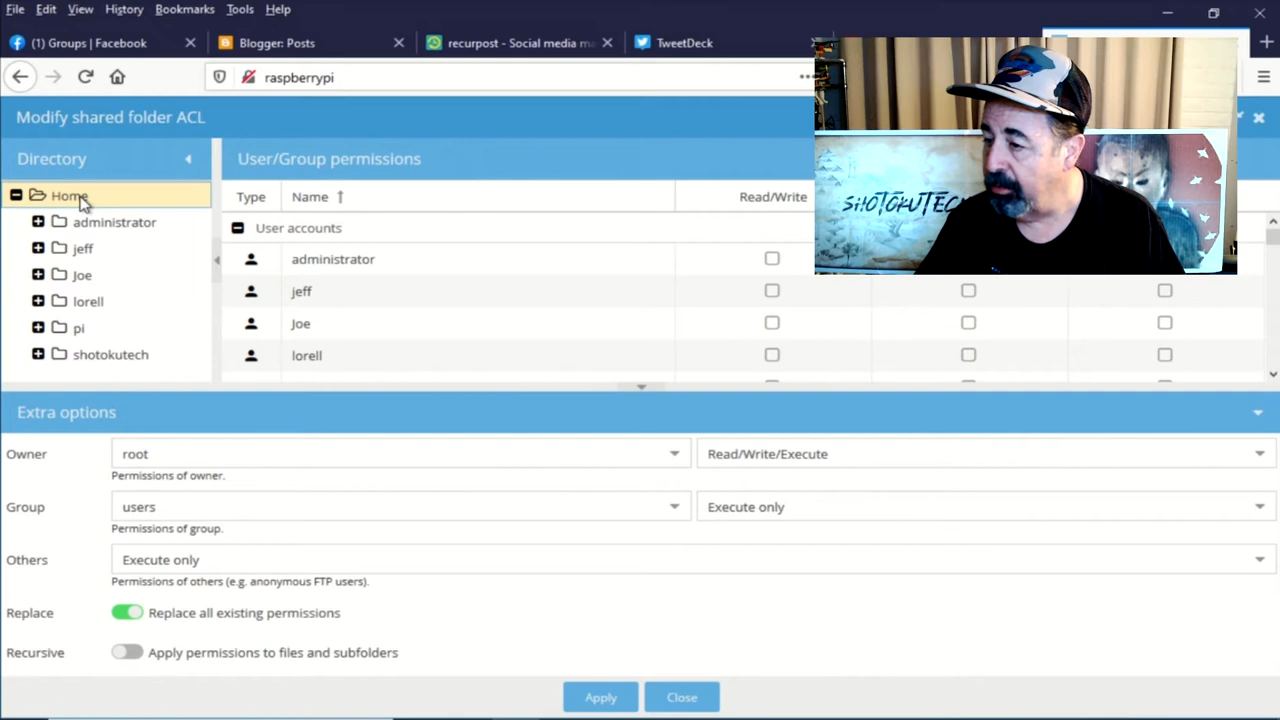 File Edit View History Bookmarks Tools Help
(1) Groups | Facebook
Blogger: Posts
recurpost - Social media m
TweetDeck
raspberrypi
Modify shared folder ACL
Directory
User/Group permissions
Home
administrator
jeff
Joe
lorell
pi
shotokutech
Type Name Read/Write
User accounts
administrator
jeff
Joe
lorell
SHOTOKUTEC
Extra options
Owner root Read/Write/Execute
Permissions of owner.
Group users Execute only
Permissions of group.
Others Execute only
Permissions of others (e.g. anonymous FTP users).
Replace Replace all existing permissions
Recursive Apply permissions to files and subfolders
Apply Close